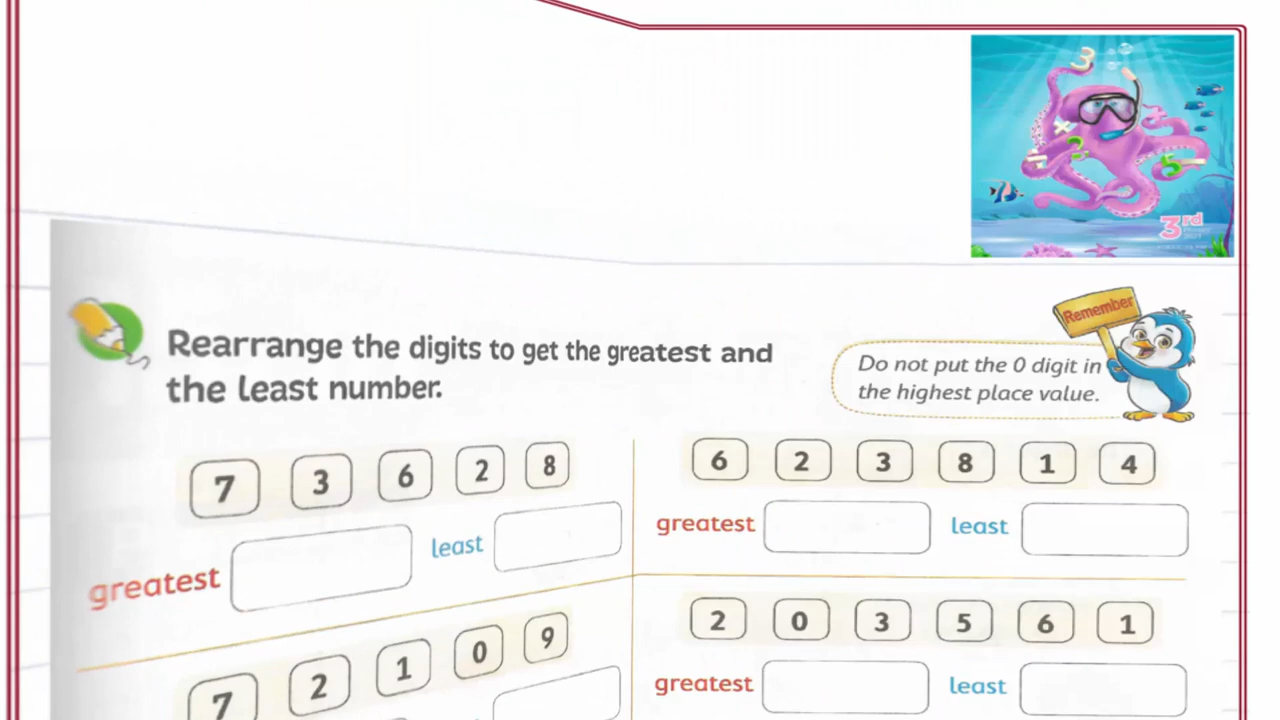 3
2
5
3rd
Remember
Rearrange the digits to get the greatest and
the least number.
Do not put the 0 digit in
the highest place value.
7 3 6 2 8
greatest least
6 2 3 8 1 4
greatest least
7 2 1 0 9
2 0 3 5 6 1
greatest least